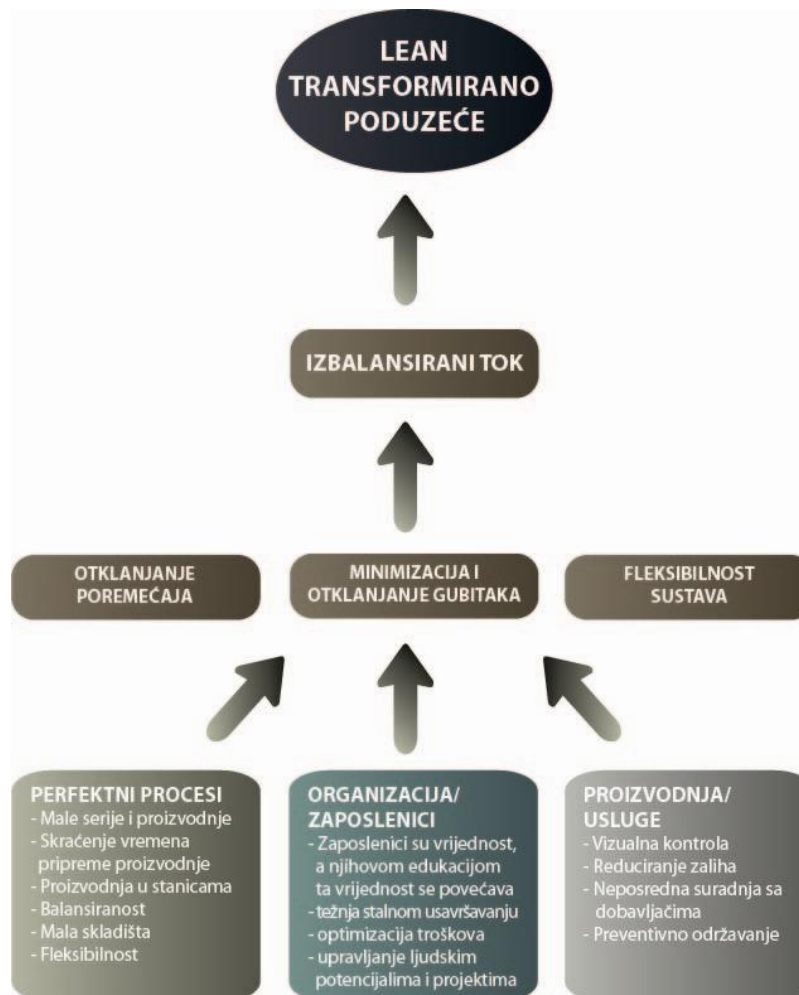 LEAN
TRANSFORMIRANO
PODUZEĆE
IZBALANSIRANI TOK
OTKLANJANJE
POREMEĆAJA
MINIMIZACIJA I
OTKLANJANJE GUBITAKA
FLEKSIBILNOST
SUSTAVA
PERFEKTNI PROCESI
- Male serije i proizvodnje
- Skraćenje vremena
pripreme proizvodnje
- Proizvodnja u stanicama
- Balansiranost
- Mala skladišta
- Fleksibilnost
ORGANIZACIJA/
ZAPOSLENICI
- Zaposlenici su vrijednost,
a njihovom edukacijom
ta vrijednost se povećava
- težnja stalnom usavršavanju
- optimizacija troškova
- upravljanje ljudskim
potencijalima i projektima
PROIZVODNJA/
USLUGE
- Vizualna kontrola
- Reduciranje zaliha
- Neposredna suradnja sa
dobavljačima
- Preventivno održavanje